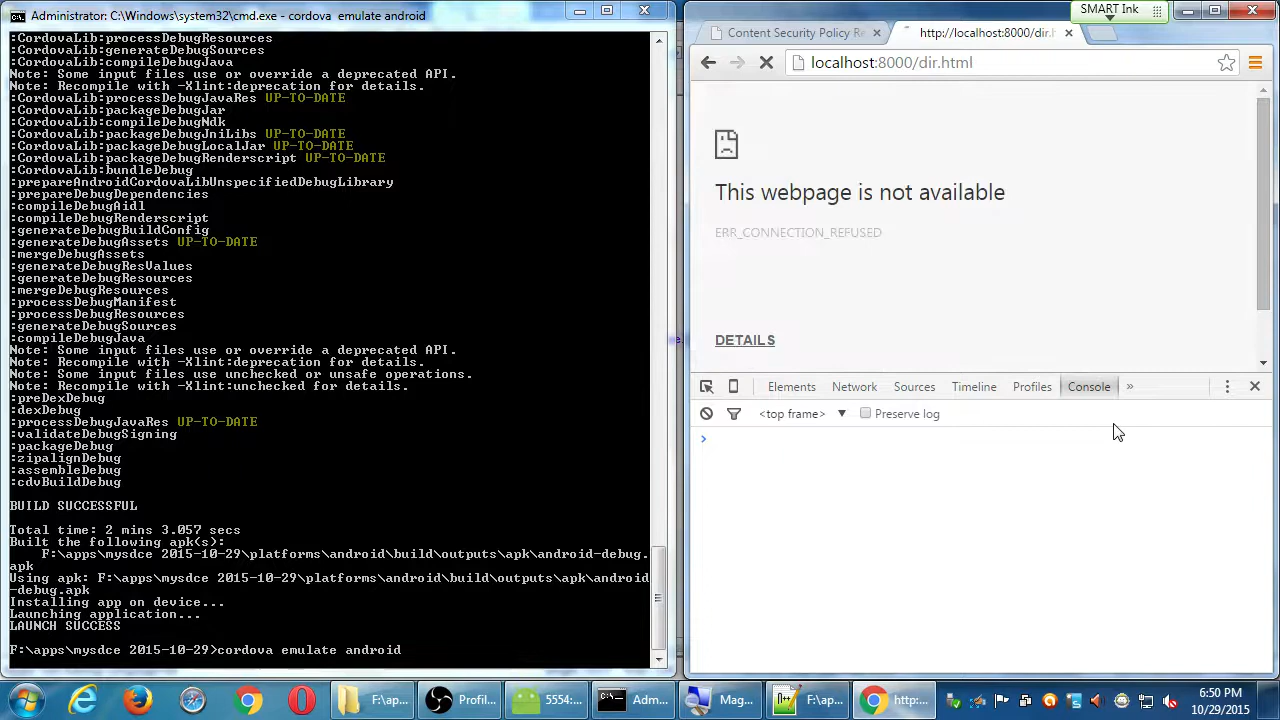 Administrator: C:\Windows\system32\cmd.exe - cordova  emulate android
:CordovaLib:processDebugResources
:CordovaLib:generateDebugSources
:CordovaLib:compileDebugJava
Note: Some input files use or override a deprecated API.
Note: Recompile with -Xlint:deprecation for details.
:CordovaLib:processDebugJavaRes UP-TO-DATE
:CordovaLib:packageDebugJar
:CordovaLib:compileDebugNdk
:CordovaLib:packageDebugJniLibs UP-TO-DATE
:CordovaLib:packageDebugLocalJar UP-TO-DATE
:CordovaLib:packageDebugRenderscript UP-TO-DATE
:CordovaLib:bundleDebug
:prepareAndroidCordovaLibUnspecifiedDebugLibrary
:prepareDebugDependencies
:compileDebugAidl
:compileDebugRenderscript
:generateDebugBuildConfig
:generateDebugAssets UP-TO-DATE
:mergeDebugAssets
:generateDebugResValues
:generateDebugResources
:mergeDebugResources
:processDebugManifest
:processDebugResources
:generateDebugSources
:compileDebugJava
Note: Some input files use or override a deprecated API.
Note: Recompile with -Xlint:deprecation for details.
Note: Some input files use unchecked or unsafe operations.
Note: Recompile with -Xlint:unchecked for details.
:preDexDebug
:dexDebug
:processDebugJavaRes UP-TO-DATE
:validateDebugSigning
:packageDebug
:zipalignDebug
:assembleDebug
:cdvBuildDebug
BUILD SUCCESSFUL
Total time: 2 mins 3.057 secs
Built the following apk(s):
F:\apps\mysdce 2015-10-29\platforms\android\build\outputs\apk\android-debug.
apk
Using apk: F:\apps\mysdce 2015-10-29\platforms\android\build\outputs\apk\android
-debug.apk
Installing app on device...
Launching application...
LAUNCH SUCCESS
F:\apps\mysdce 2015-10-29>cordova emulate android
SMART Ink
Content Security Policy Re
http://localhost:8000/dir.h
localhost:8000/dir.html
This webpage is not available
ERR_CONNECTION_REFUSED
DETAILS
Elements Network Sources Timeline Profiles Console »
<top frame> ▼ Preserve log
>
F:\ap... Profil... 5554:... Adm... Mag... F:\ap... http:...
6:50 PM
10/29/2015